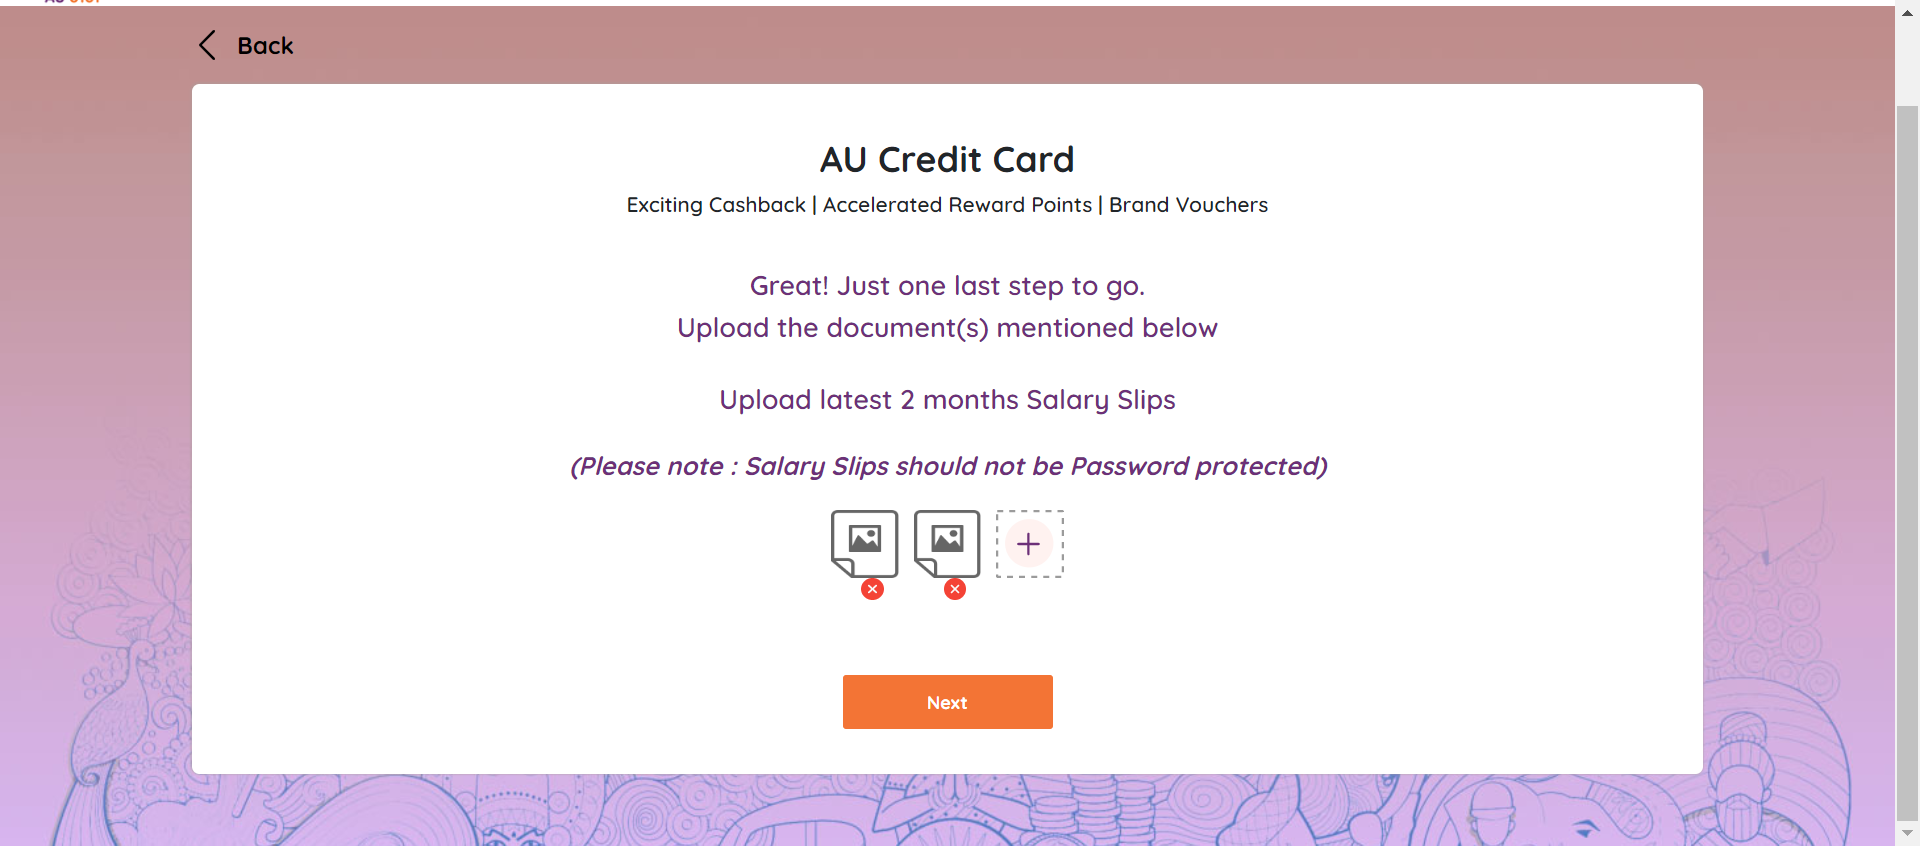 Back
AU Credit Card
Exciting Cashback | Accelerated Reward Points | Brand Vouchers
Great! Just one last step to go.
Upload the document(s) mentioned below
Upload latest 2 months Salary Slips
(Please note : Salary Slips should not be Password protected)
Next